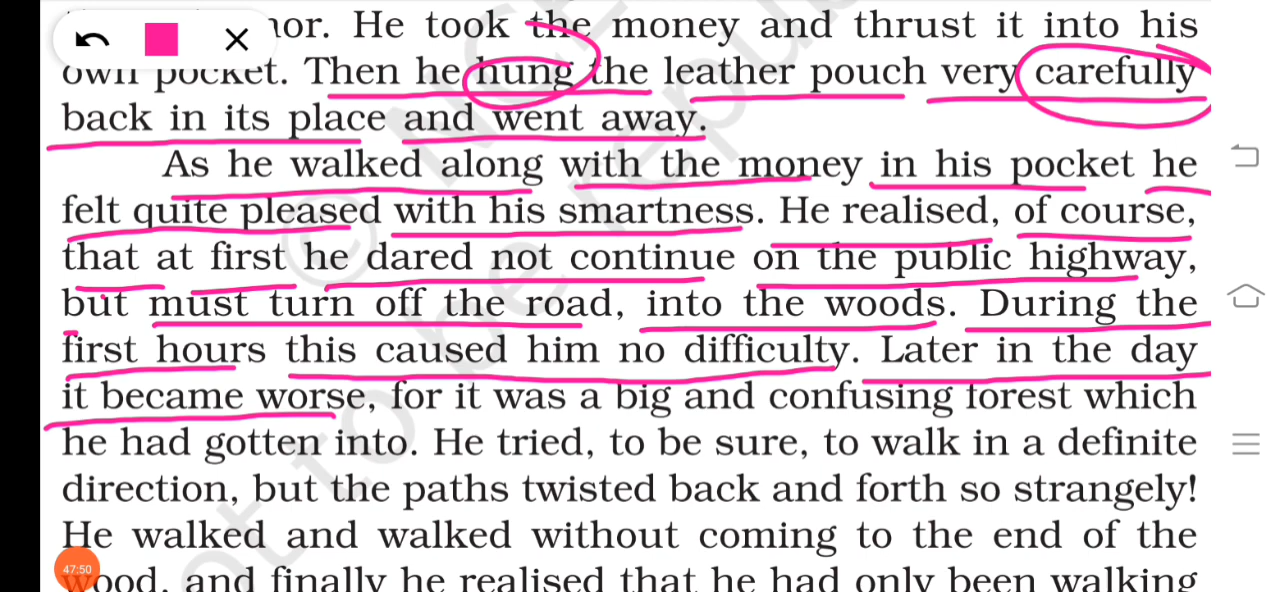 nor. He took the money and thrust it into his
own pocket. Then he hung the leather pouch very carefully
back in its place and went away.
As he walked along with the money in his pocket he
felt quite pleased with his smartness. He realised, of course,
that at first he dared not continue on the public highway,
but must turn off the road, into the woods. During the
first hours this caused him no difficulty. Later in the day
it became worse, for it was a big and confusing forest which
he had gotten into. He tried, to be sure, to walk in a definite
direction, but the paths twisted back and forth so strangely!
He walked and walked without coming to the end of the
47:50
wood, and finally he realised that he had only been walking